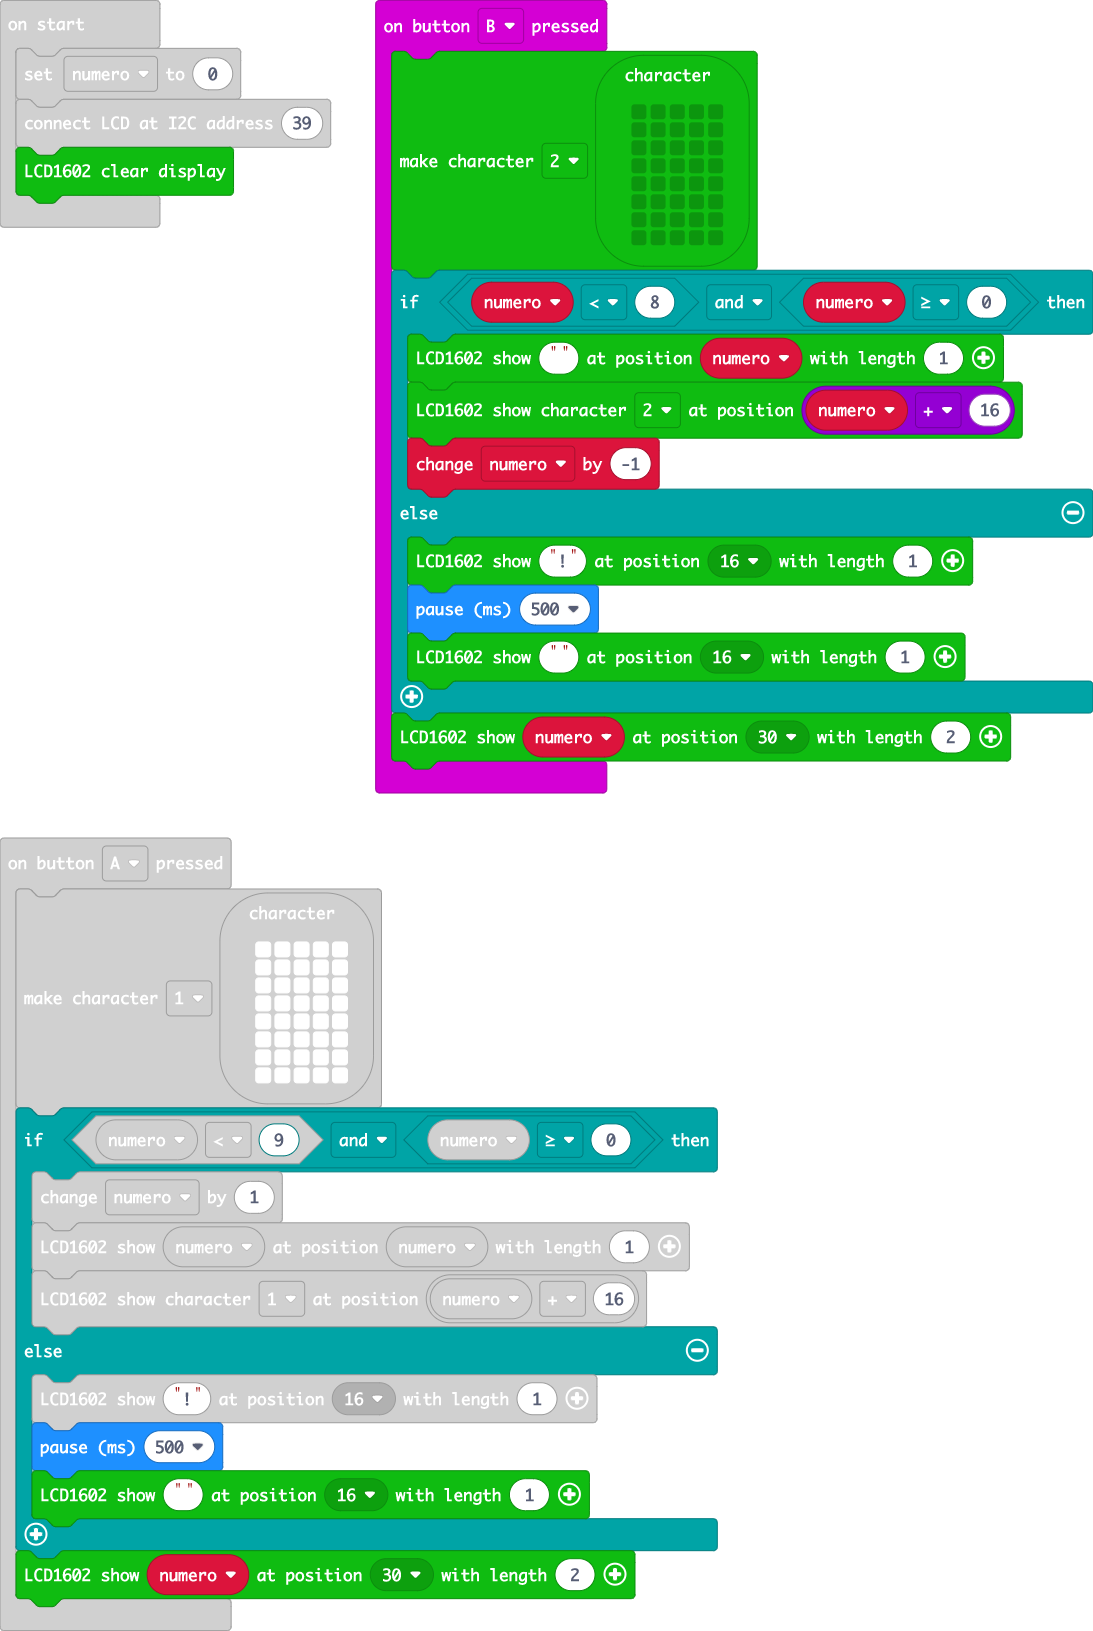 on start
set numero to 0
connect LCD at I2C address 39
LCD1602 clear display
on button B pressed
character
make character 2
if numero < 8 and numero ≥ 0 then
LCD1602 show " " at position numero with length 1
LCD1602 show character 2 at position numero + 16
change numero by -1
else
LCD1602 show "!" at position 16 with length 1
pause (ms) 500
LCD1602 show " " at position 16 with length 1
LCD1602 show numero at position 30 with length 2
on button A pressed
character
make character 1
if numero < 9 and numero ≥ 0 then
change numero by 1
LCD1602 show numero at position numero with length 1
LCD1602 show character 1 at position numero + 16
else
LCD1602 show "!" at position 16 with length 1
pause (ms) 500
LCD1602 show " " at position 16 with length 1
LCD1602 show numero at position 30 with length 2